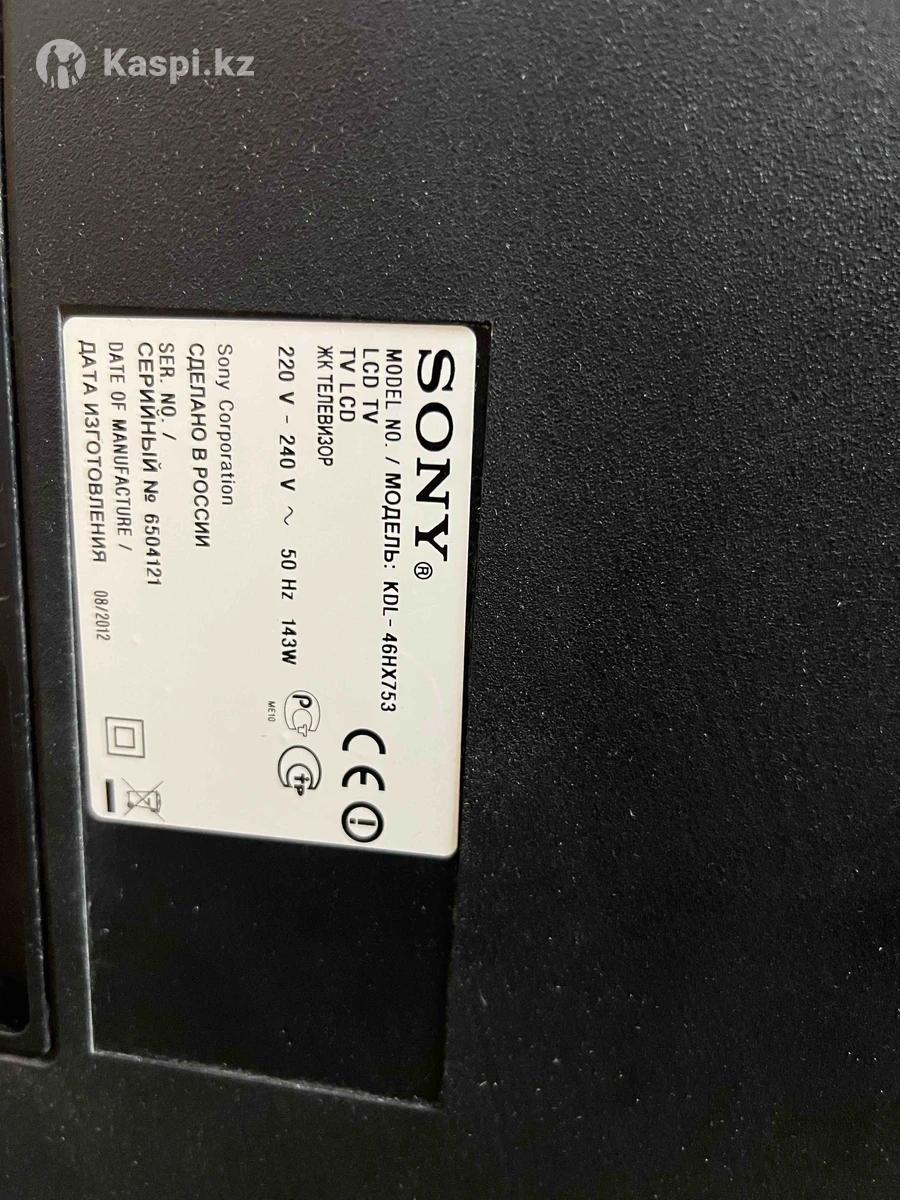 Kaspi.kz
SONY®
MODEL NO. / МОДЕЛЬ: KDL-46HX753
LCD TV
TV LCD
ЖК ТЕЛЕВИЗОР
220 V - 240 V ~ 50 Hz 143W
ME10
Sony Corporation
СДЕЛАНО В РОССИИ
SER. NO. /
СЕРИЙНЫЙ № 6504121
DATE OF MANUFACTURE /
ДАТА ИЗГОТОВЛЕНИЯ 08/2012